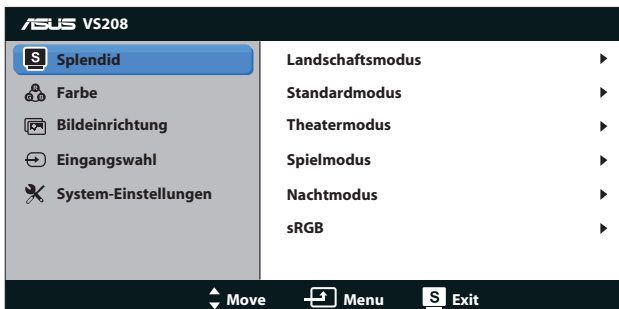 ASUS VS208
S Splendid
Farbe
Bildeinrichtung
Eingangswahl
System-Einstellungen
Landschaftsmodus
Standardmodus
Theatermodus
Spielmodus
Nachtmodus
sRGB
Move Menu S Exit